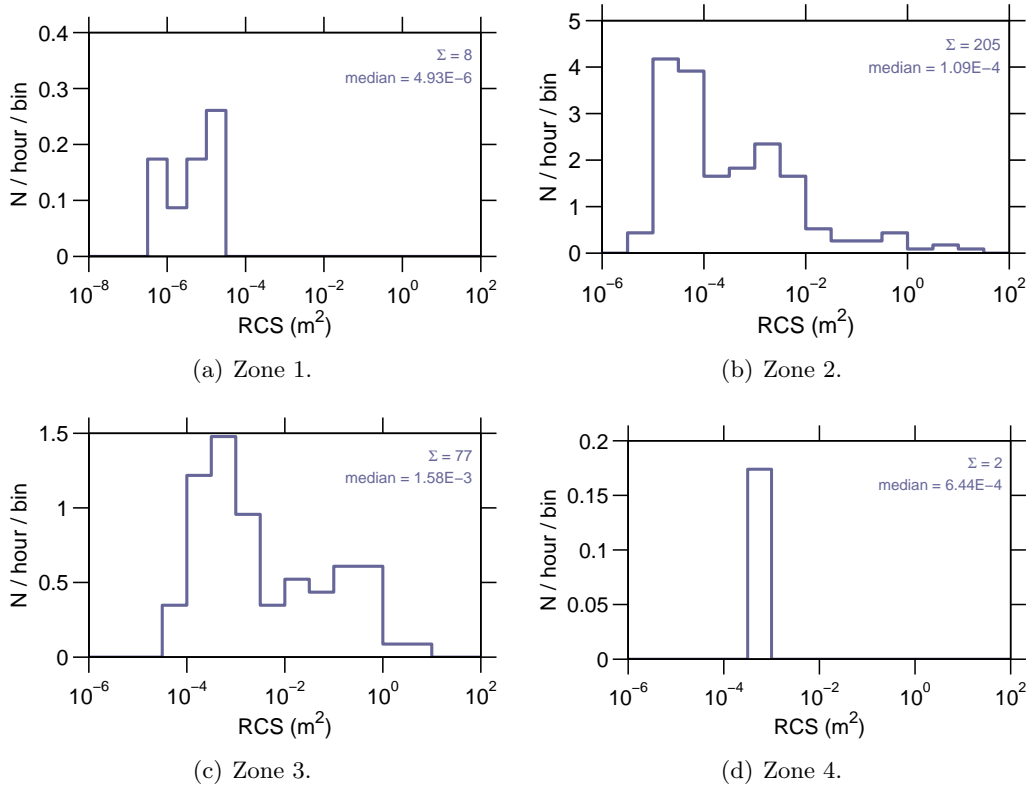 0.4
0.3
0.2
0.1
0
N / hour / bin
Σ = 8
median = 4.93E−6
10^−8
10^−6
10^−4
10^−2
10^0
10^2
RCS (m^2)
(a) Zone 1.
5
4
3
2
1
0
N / hour / bin
Σ = 205
median = 1.09E−4
10^−6
10^−4
10^−2
10^0
10^2
RCS (m^2)
(b) Zone 2.
1.5
1
0.5
0
N / hour / bin
Σ = 77
median = 1.58E−3
10^−6
10^−4
10^−2
10^0
10^2
RCS (m^2)
(c) Zone 3.
0.2
0.15
0.1
0.05
0
N / hour / bin
Σ = 2
median = 6.44E−4
10^−6
10^−4
10^−2
10^0
10^2
RCS (m^2)
(d) Zone 4.